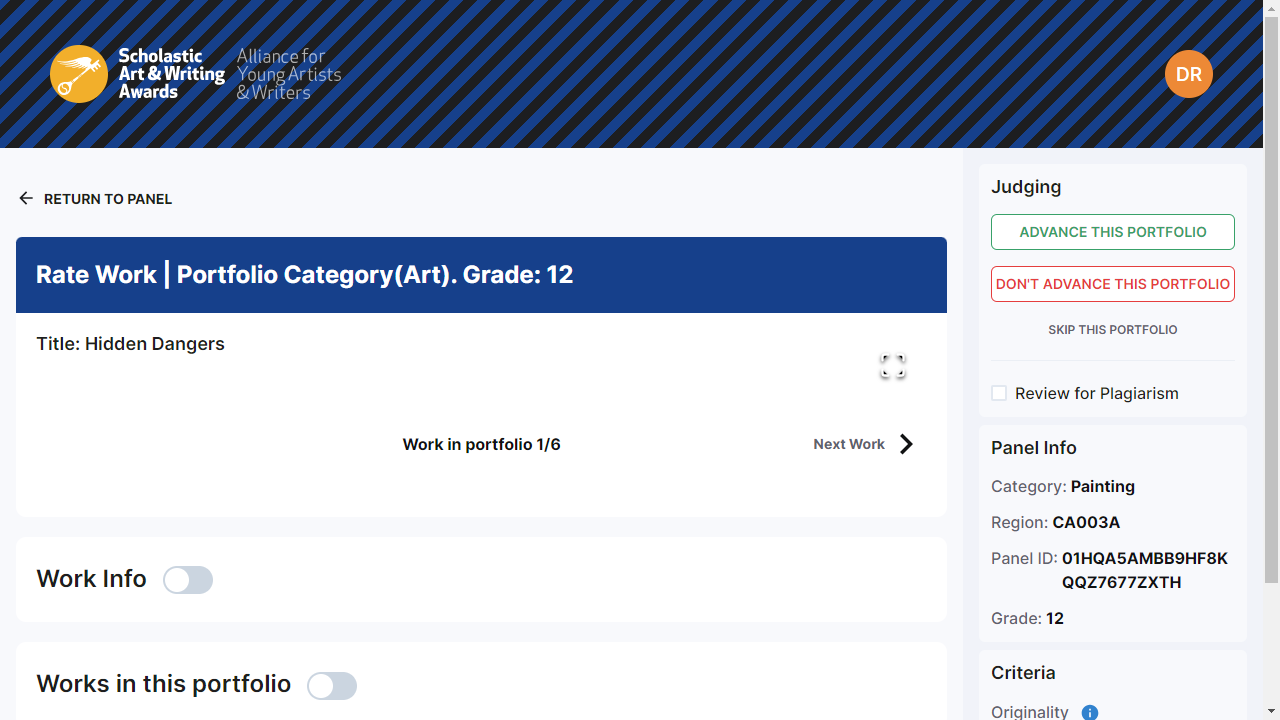 Scholastic
Art & Writing
Awards
Alliance for
Young Artists
& Writers
DR
RETURN TO PANEL
Rate Work | Portfolio Category(Art). Grade: 12
Title: Hidden Dangers
Work in portfolio 1/6
Next Work
Work Info
Works in this portfolio
Judging
ADVANCE THIS PORTFOLIO
DON'T ADVANCE THIS PORTFOLIO
SKIP THIS PORTFOLIO
Review for Plagiarism
Panel Info
Category: Painting
Region: CA003A
Panel ID: 01HQA5AMBB9HF8K
QQZ7677ZXTH
Grade: 12
Criteria
Originality